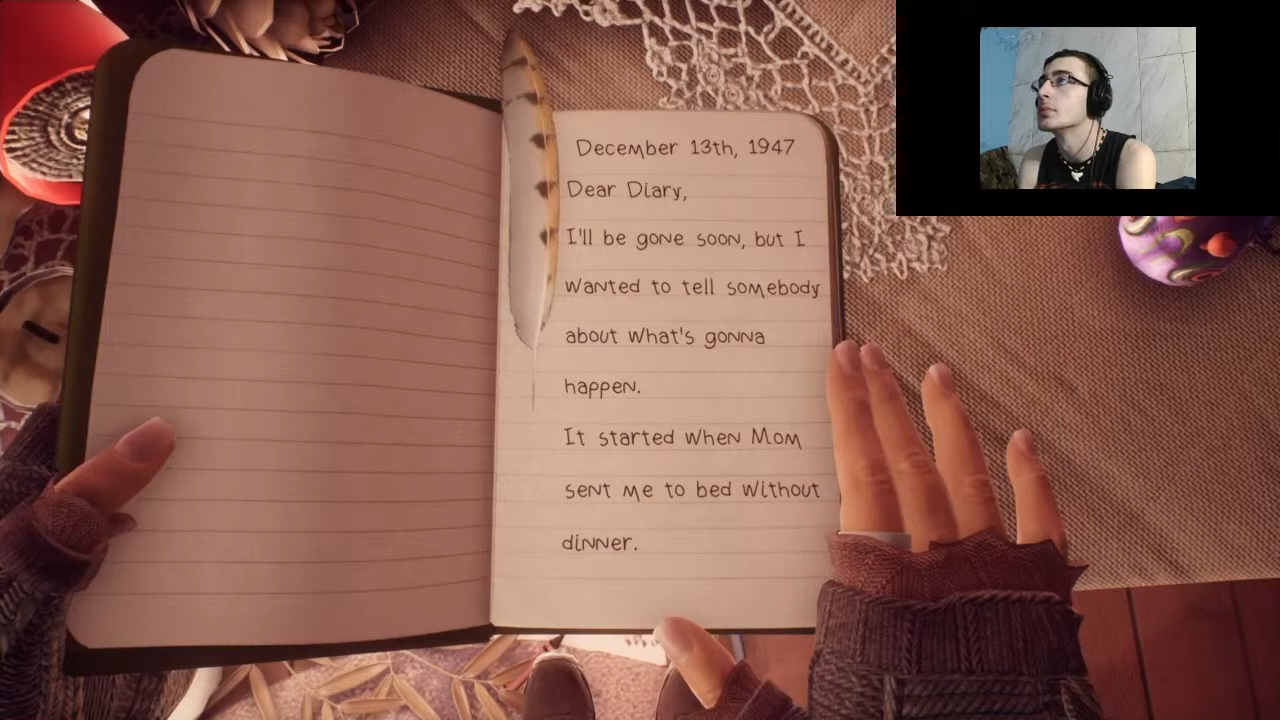 December 13th, 1947
Dear Diary,
I'll be gone soon, but I
wanted to tell somebody
about what's gonna
happen.
It started when Mom
sent me to bed without
dinner.